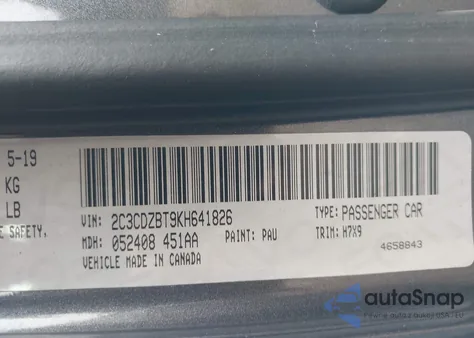 5-19
KG
LB
E SAFETY.
VIN: 2C3CDZBT9KH641826
TYPE: PASSENGER CAR
MDH: 052408 451AA
PAINT: PAU
TRIM: H7X9
VEHICLE MADE IN CANADA
4658843
autoSnap